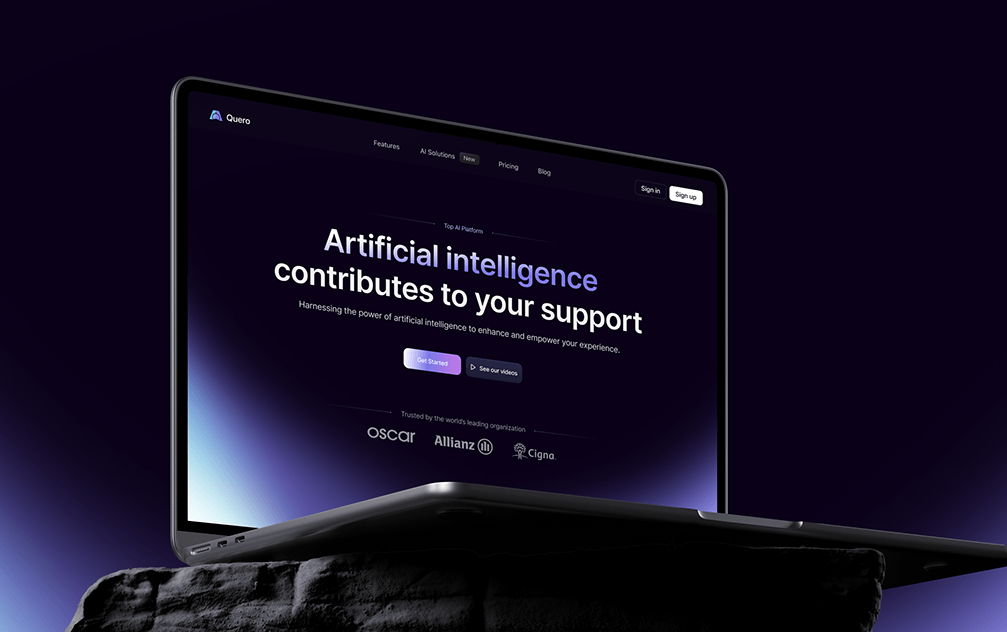 Quero
Features AI Solutions New Pricing Blog
Sign in Sign up
Top AI Platform
Artificial intelligence
contributes to your support
Harnessing the power of artificial intelligence to enhance and empower your experience.
Get Started See our videos
Trusted by the world's leading organization
oscar Allianz Cigna.